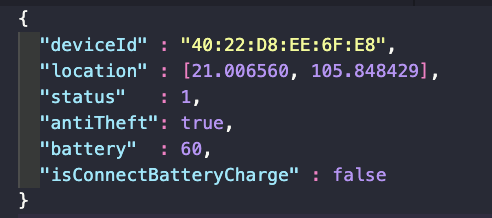 {
"deviceId" : "40:22:D8:EE:6F:E8",
"location" : [21.006560, 105.848429],
"status" : 1,
"antiTheft": true,
"battery" : 60,
"isConnectBatteryCharge" : false
}